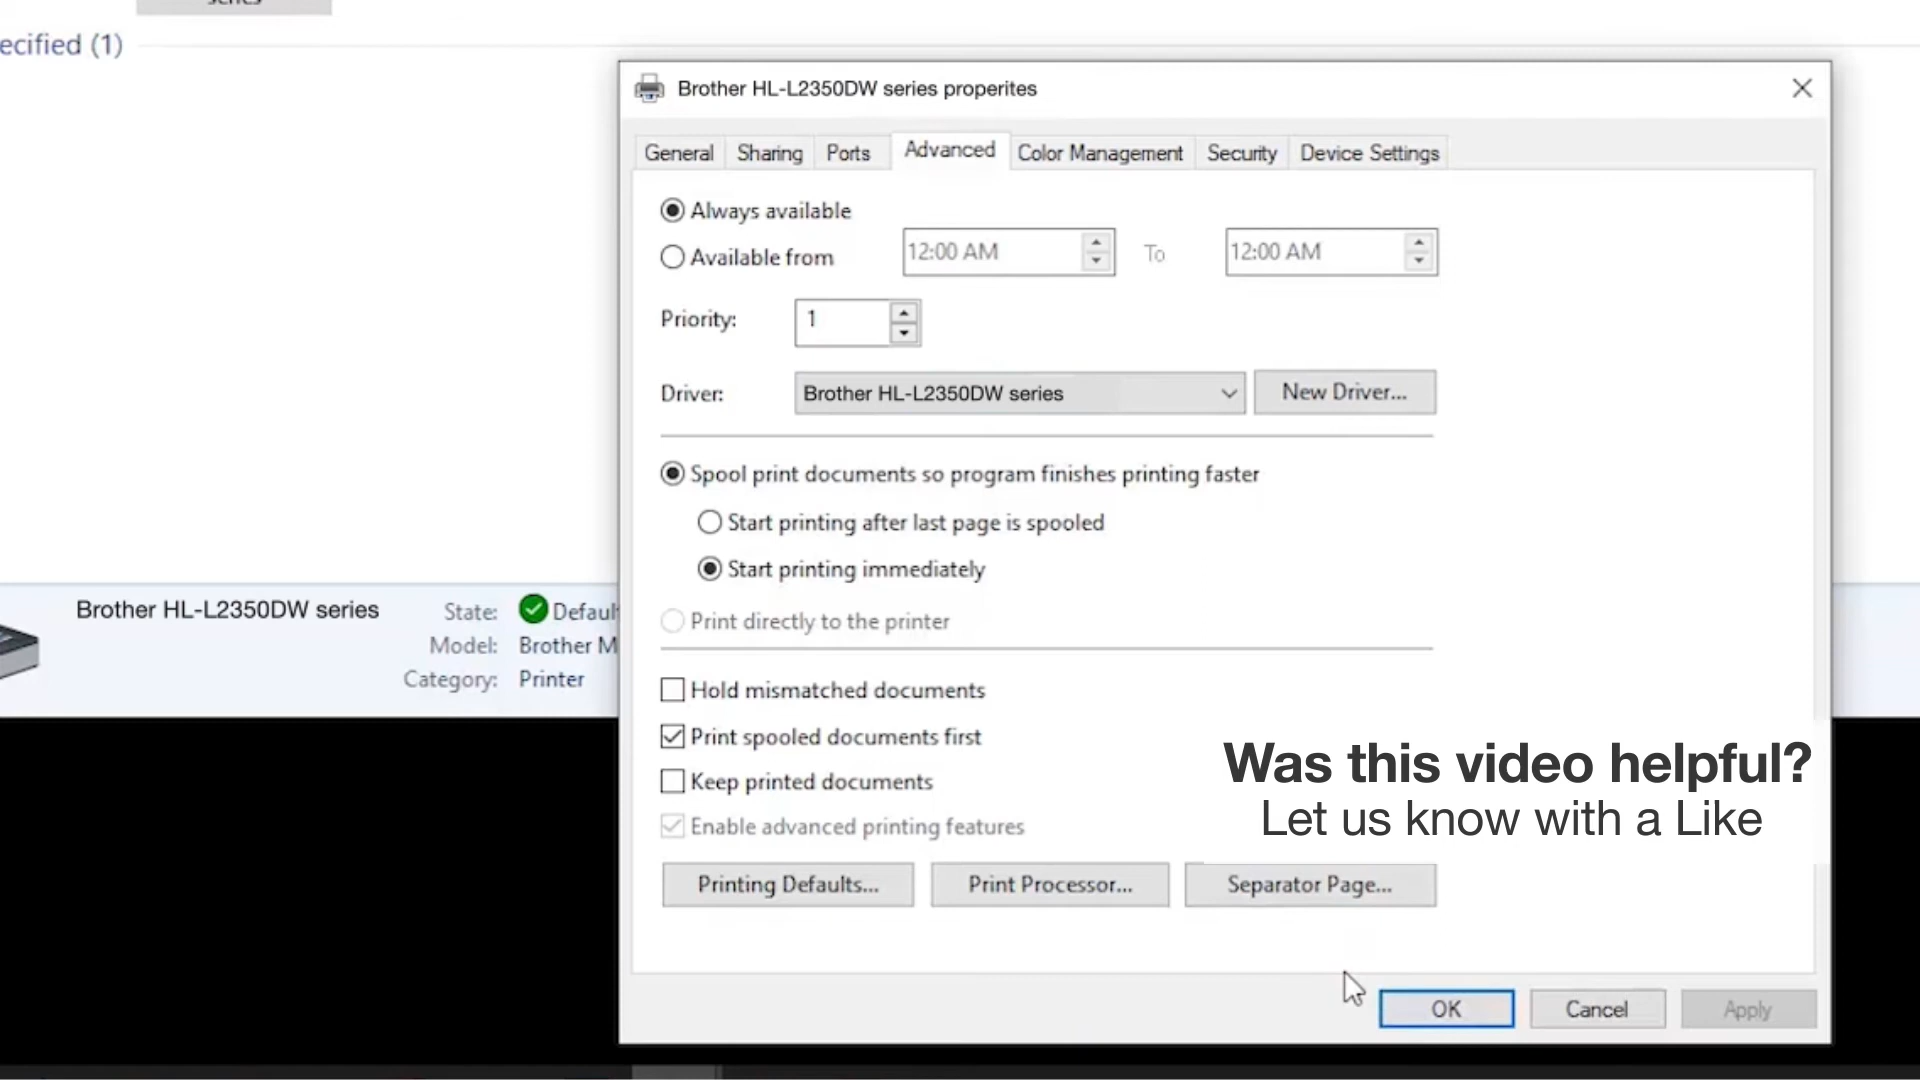 series
ecified (1)
Brother HL-L2350DW series properites
General Sharing Ports Advanced Color Management Security Device Settings
Always available
Available from 12:00 AM To 12:00 AM
Priority: 1
Driver: Brother HL-L2350DW series New Driver...
Spool print documents so program finishes printing faster
Start printing after last page is spooled
Start printing immediately
Print directly to the printer
Brother HL-L2350DW series State: Defaul
Model: Brother M
Category: Printer
Hold mismatched documents
Print spooled documents first
Keep printed documents
Enable advanced printing features
Was this video helpful?
Let us know with a Like
Printing Defaults... Print Processor... Separator Page...
OK Cancel Apply